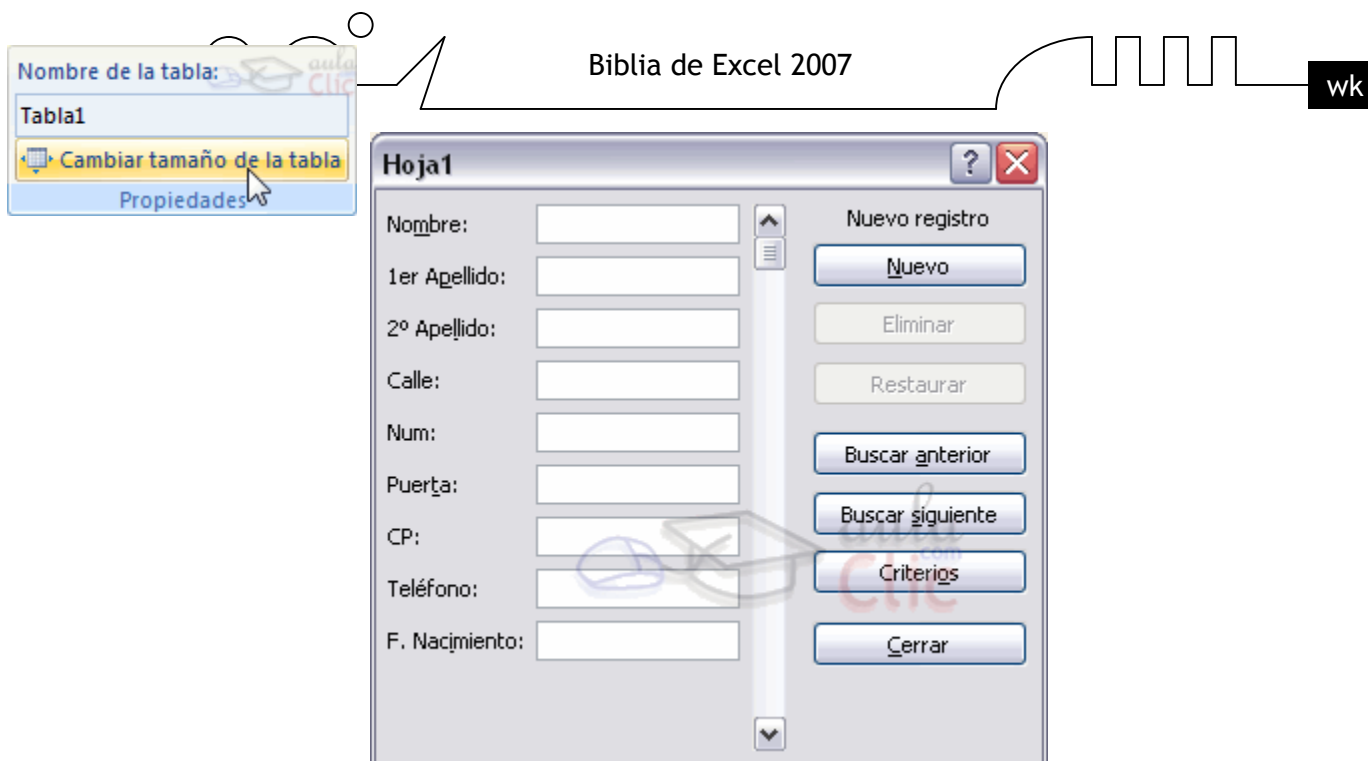 Biblia de Excel 2007
wk
Nombre de la tabla:
Tabla1
Cambiar tamaño de la tabla
Propiedades
aula
Clic
Hoja1
?
Nombre:
1er Apellido:
2º Apellido:
Calle:
Num:
Puerta:
CP:
Teléfono:
F. Nacimiento:
Nuevo registro
Nuevo
Eliminar
Restaurar
Buscar anterior
Buscar siguiente
Criterios
Cerrar
aula
.com
Clic